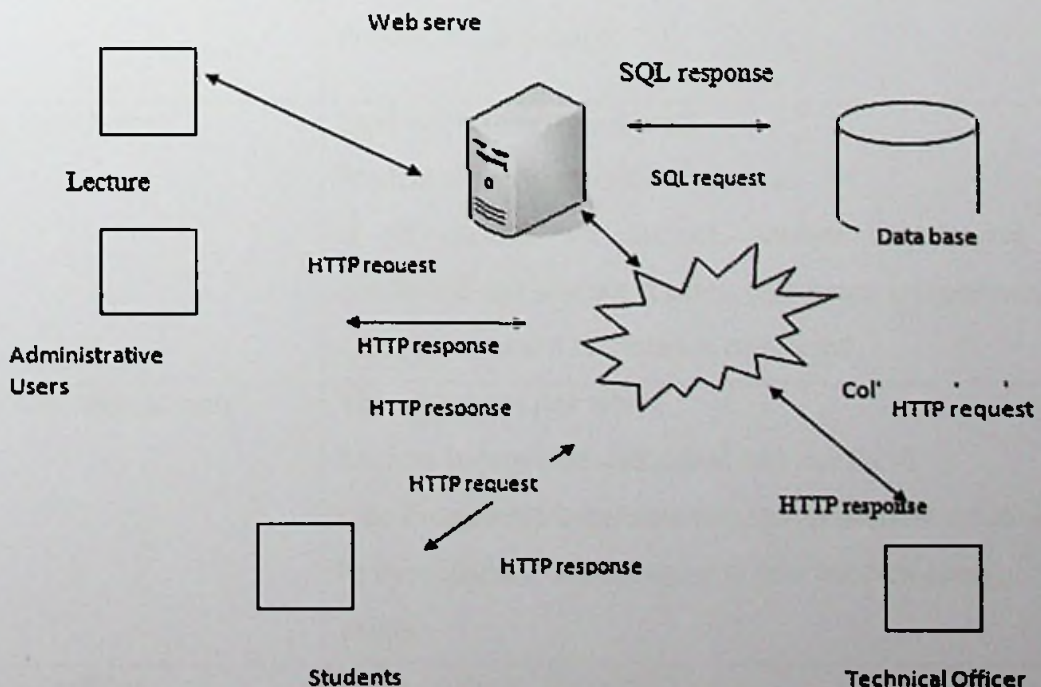 Web serve
SQL response
Lecture
SQL request
Data base
HTTP request
Administrative
Users
HTTP response
HTTP response
HTTP request
HTTP request
HTTP response
HTTP response
Students
Technical Officer